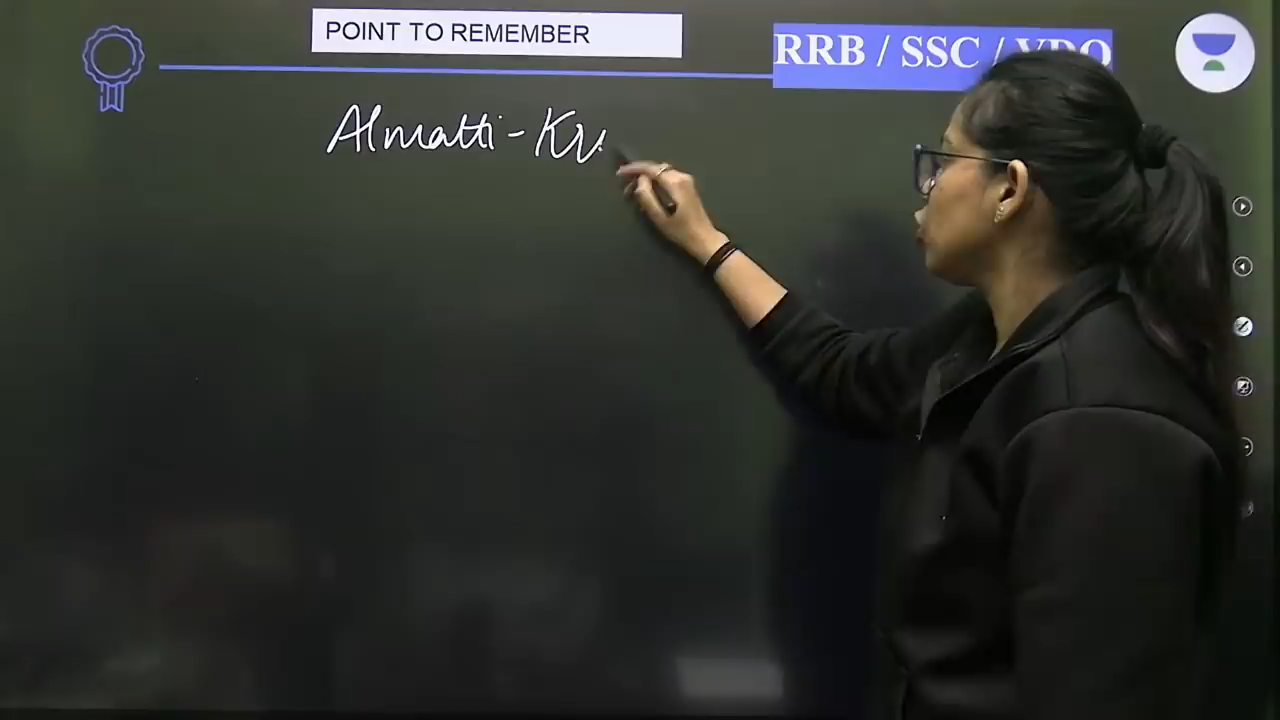 POINT TO REMEMBER
RRB / SSC / VDO
Almatti - Kr